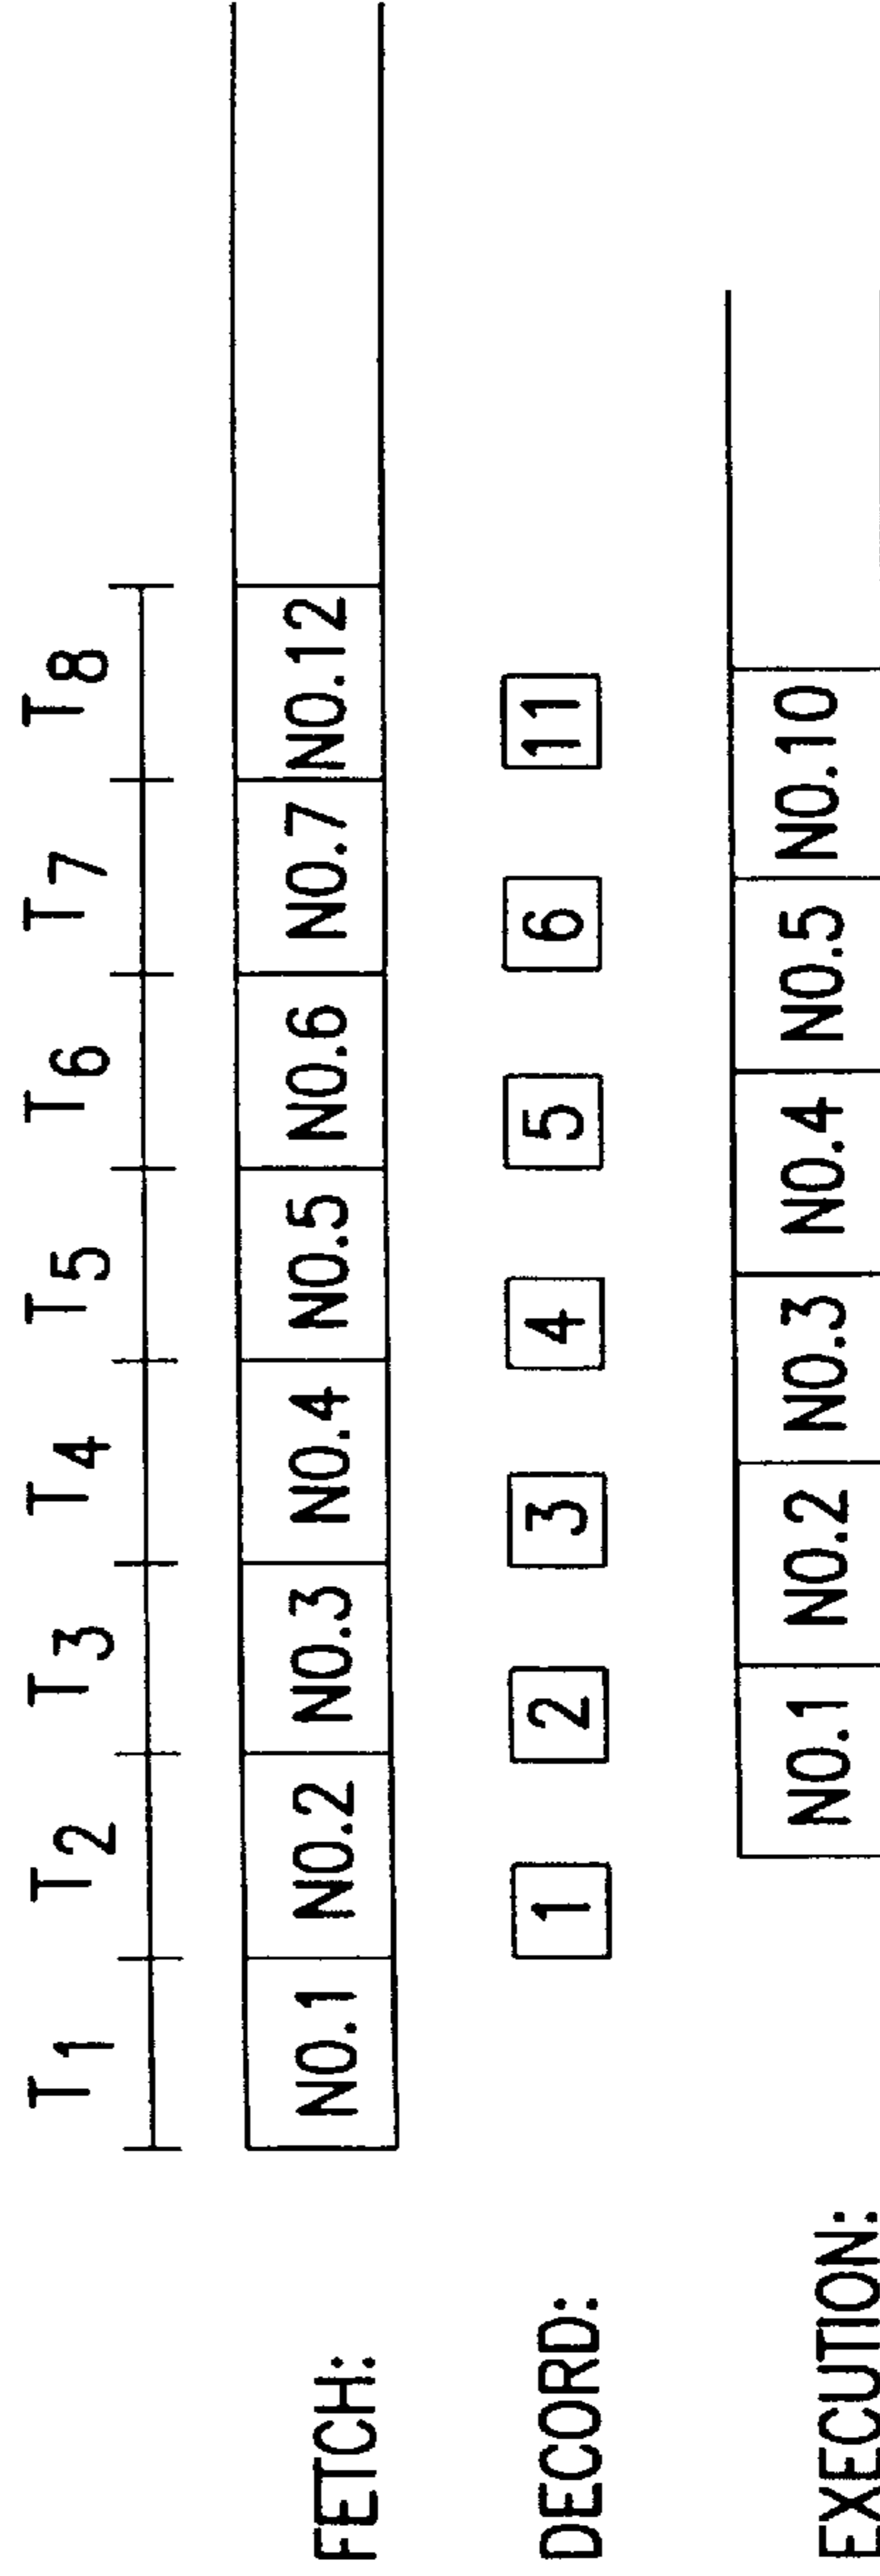 T1 T2 T3 T4 T5 T6 T7 T8
FETCH: NO.1 NO.2 NO.3 NO.4 NO.5 NO.6 NO.7 NO.12
DECORD: 1 2 3 4 5 6 11
EXECUTION: NO.1 NO.2 NO.3 NO.4 NO.5 NO.10